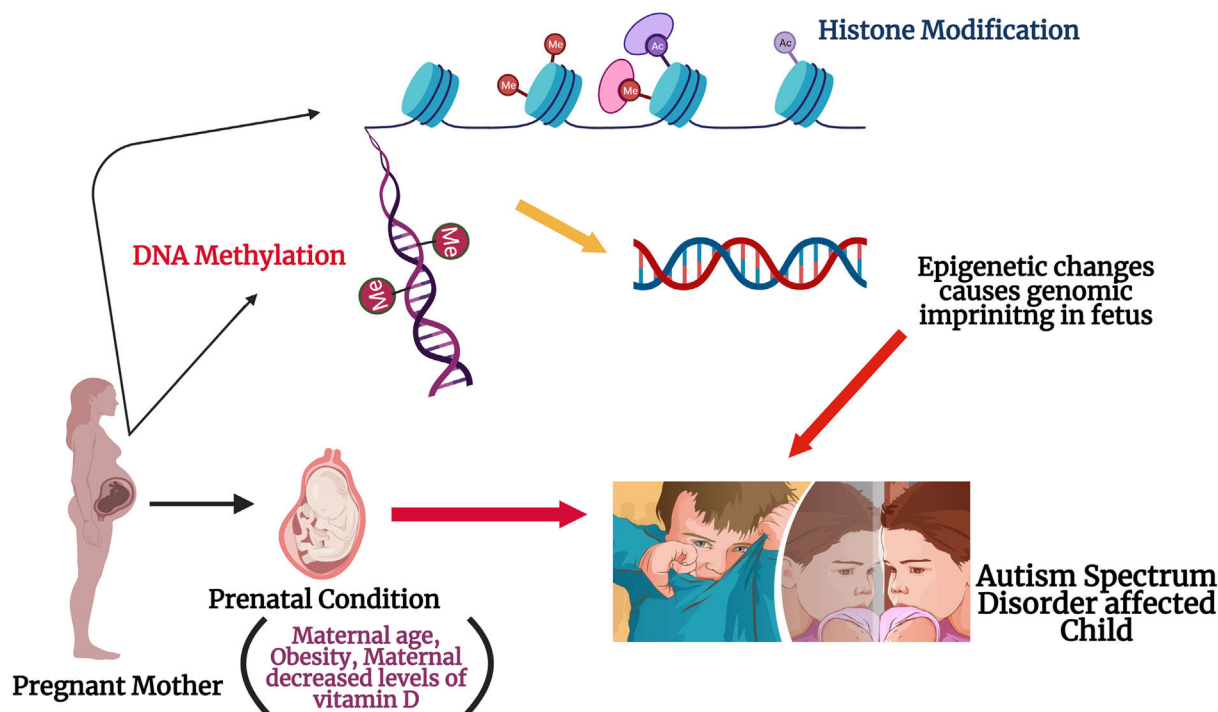 Histone Modification
Me
Me
Ac
Me
Ac
DNA Methylation
Me
Me
Epigenetic changes
causes genomic
imprinitng in fetus
Prenatal Condition
Maternal age,
Obesity, Maternal
decreased levels of
vitamin D
Pregnant Mother
Autism Spectrum
Disorder affected
Child